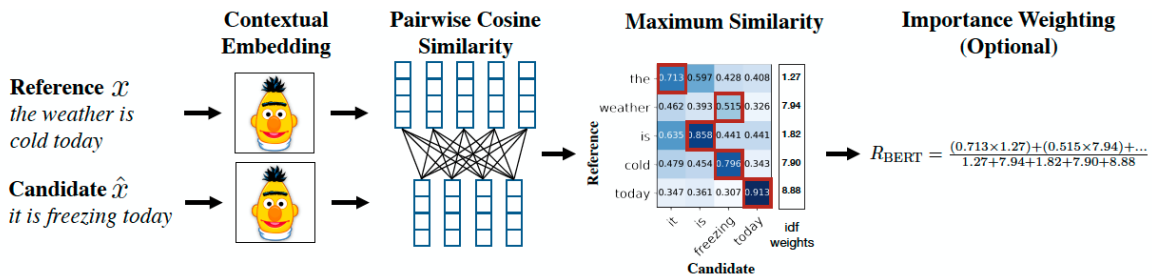 Contextual
Embedding
Pairwise Cosine
Similarity
Maximum Similarity
Importance Weighting
(Optional)
Reference x
the weather is
cold today
Candidate x̂
it is freezing today
Reference
the 0.713 0.597 0.428 0.408 1.27
weather 0.462 0.393 0.515 0.326 7.94
is 0.635 0.858 0.441 0.441 1.82
cold 0.479 0.454 0.796 0.343 7.90
today 0.347 0.361 0.307 0.913 8.88
it is freezing today
idf
weights
Candidate
R_BERT = (0.713×1.27)+(0.515×7.94)+... / 1.27+7.94+1.82+7.90+8.88